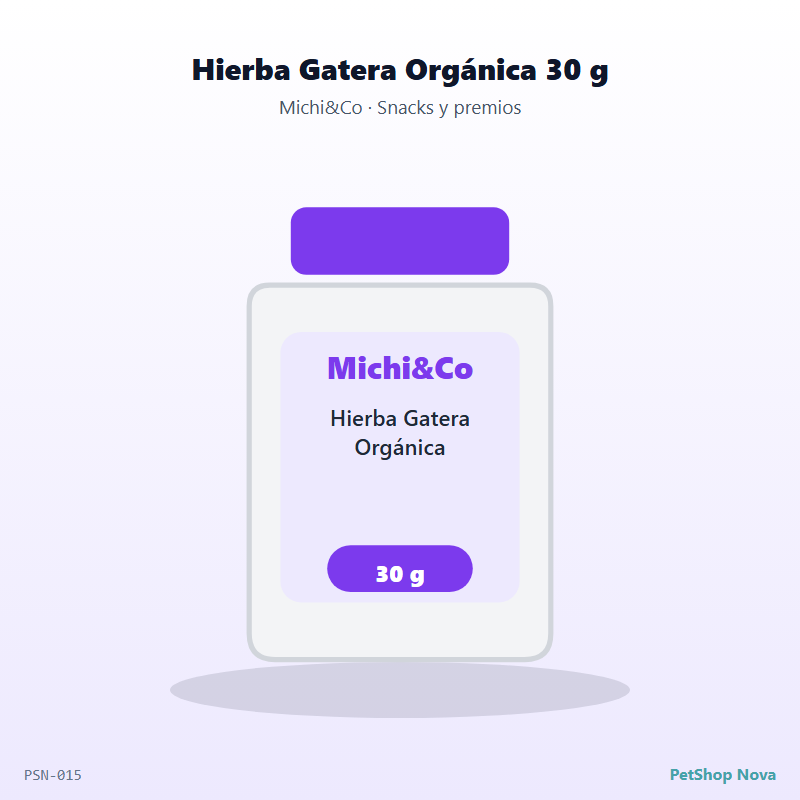 Hierba Gatera Orgánica 30 g
Michi&Co · Snacks y premios
Michi&Co
Hierba Gatera
Orgánica
30 g
PSN-015
PetShop Nova